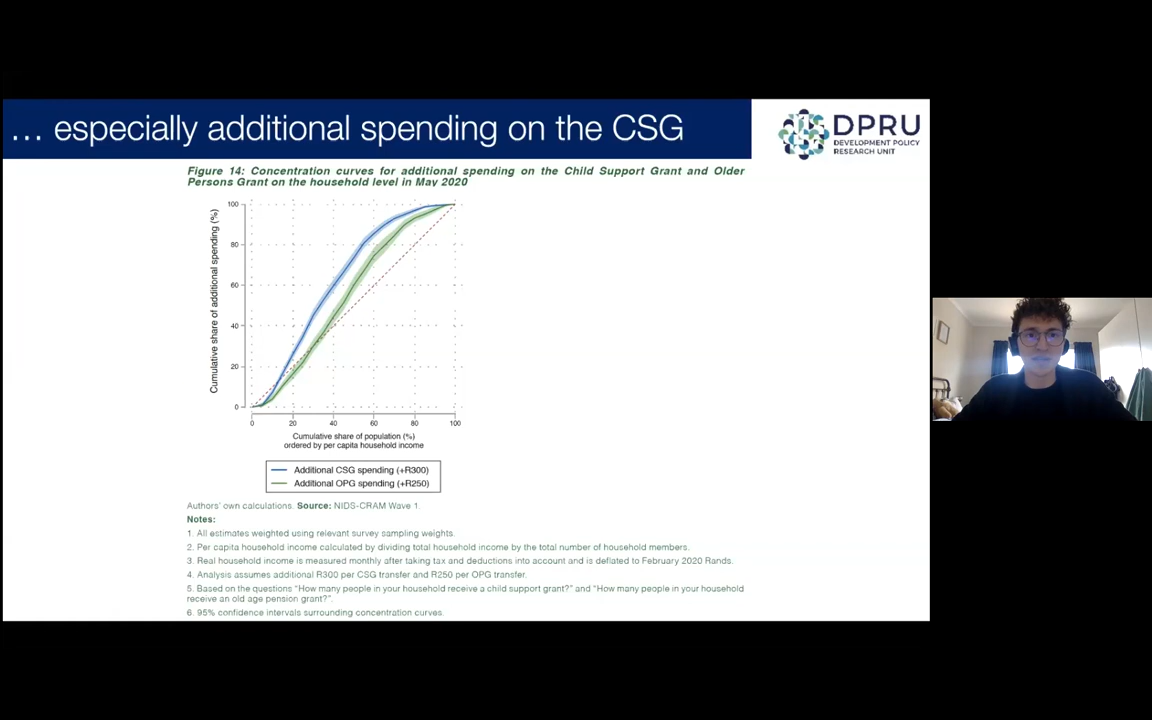 … especially additional spending on the CSG
DPRU
DEVELOPMENT POLICY
RESEARCH UNIT
Figure 14: Concentration curves for additional spending on the Child Support Grant and Older
Persons Grant on the household level in May 2020
Cumulative share of additional spending (%)
100
80
60
40
20
0
0 20 40 60 80 100
Cumulative share of population (%)
ordered by per capita household income
Additional CSG spending (+R300)
Additional OPG spending (+R250)
Authors' own calculations. Source: NIDS-CRAM Wave 1.
Notes:
1. All estimates weighted using relevant survey sampling weights.
2. Per capita household income calculated by dividing total household income by the total number of household members.
3. Real household income is measured monthly after taking tax and deductions into account and is deflated to February 2020 Rands.
4. Analysis assumes additional R300 per CSG transfer and R250 per OPG transfer.
5. Based on the questions “How many people in your household receive a child support grant?” and “How many people in your household
receive an old age pension grant?”.
6. 95% confidence intervals surrounding concentration curves.